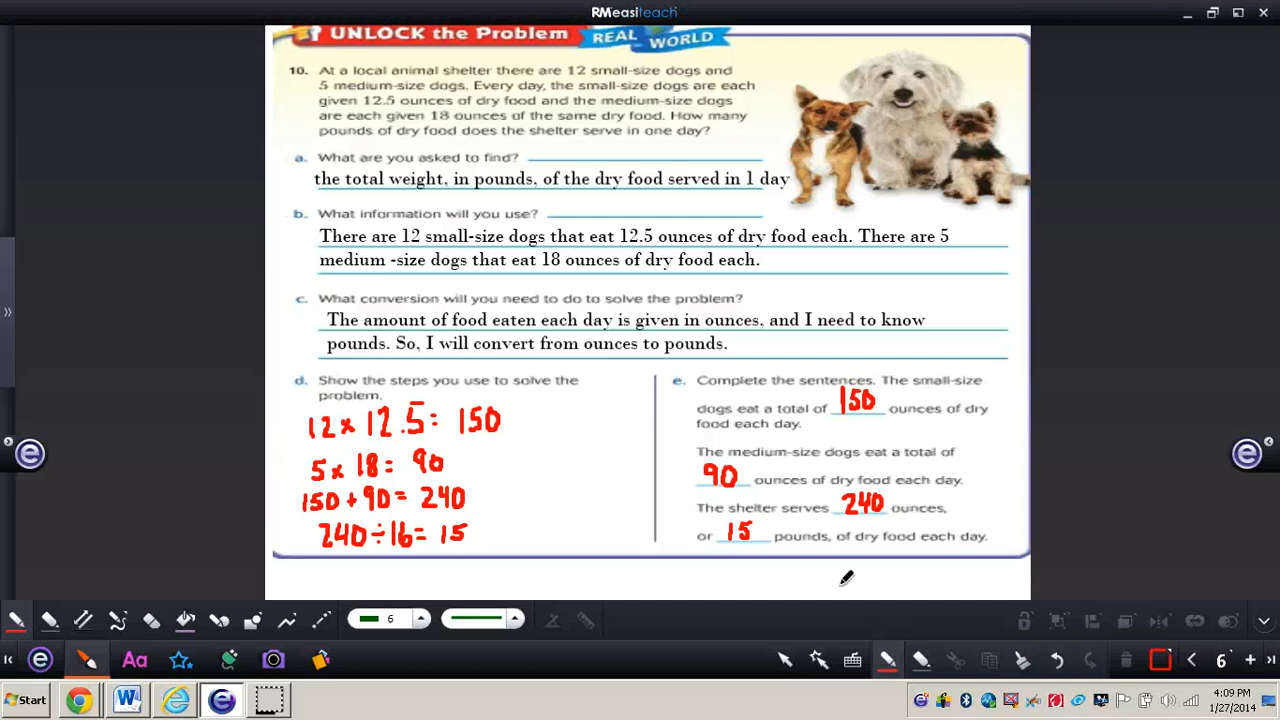 RMeasiteach
UNLOCK the Problem REAL WORLD
10. At a local animal shelter there are 12 small-size dogs and
5 medium-size dogs. Every day, the small-size dogs are each
given 12.5 ounces of dry food and the medium-size dogs
are each given 18 ounces of the same dry food. How many
pounds of dry food does the shelter serve in one day?
a. What are you asked to find?
the total weight, in pounds, of the dry food served in 1 day
b. What information will you use?
There are 12 small-size dogs that eat 12.5 ounces of dry food each. There are 5
medium -size dogs that eat 18 ounces of dry food each.
c. What conversion will you need to do to solve the problem?
The amount of food eaten each day is given in ounces, and I need to know
pounds. So, I will convert from ounces to pounds.
d. Show the steps you use to solve the
problem.
12 x 12.5 = 150
5 x 18 = 90
150 + 90 = 240
240 ÷ 16 = 15
e. Complete the sentences. The small-size
dogs eat a total of 150 ounces of dry
food each day.
The medium-size dogs eat a total of
90 ounces of dry food each day.
The shelter serves 240 ounces,
or 15 pounds, of dry food each day.
6
Aa
6
Start
4:09 PM
1/27/2014